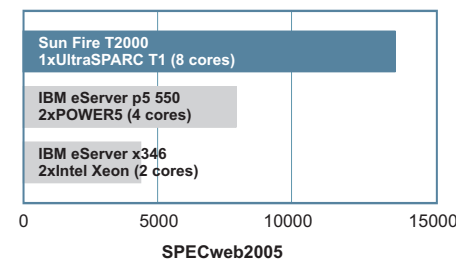 Sun Fire T2000
1xUltraSPARC T1 (8 cores)
IBM eServer p5 550
2xPOWER5 (4 cores)
IBM eServer x346
2xIntel Xeon (2 cores)
0 5000 10000 15000
SPECweb2005